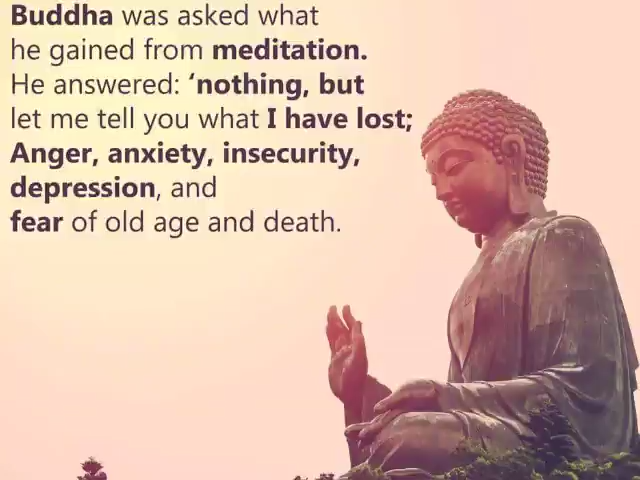 Buddha was asked what
he gained from meditation.
He answered: ‘nothing, but
let me tell you what I have lost;
Anger, anxiety, insecurity,
depression, and
fear of old age and death.